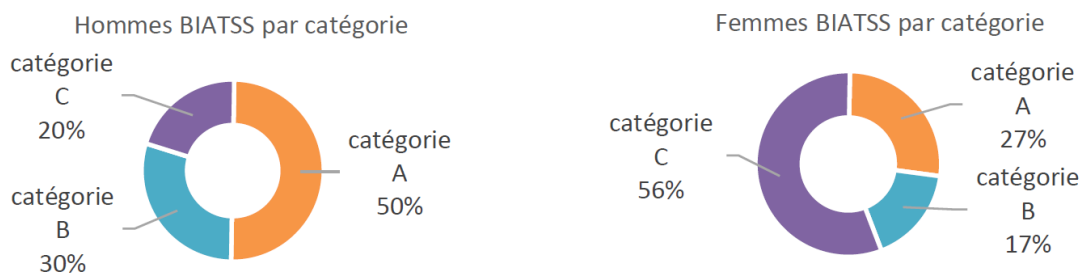 Hommes BIATSS par catégorie
catégorie
C
20%
catégorie
A
50%
catégorie
B
30%
Femmes BIATSS par catégorie
catégorie
A
27%
catégorie
C
56%
catégorie
B
17%